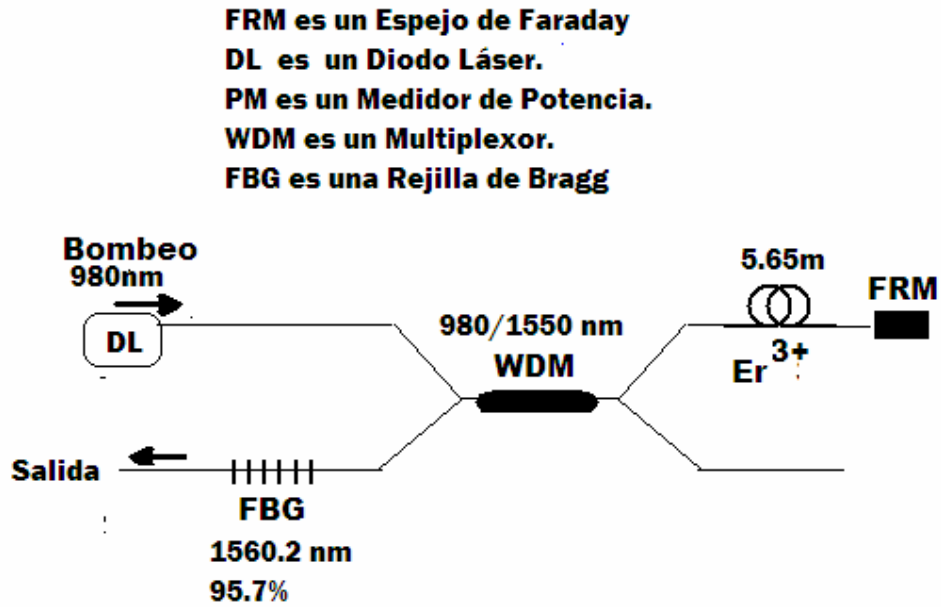 FRM es un Espejo de Faraday
DL es un Diodo Láser.
PM es un Medidor de Potencia.
WDM es un Multiplexor.
FBG es una Rejilla de Bragg
Bombeo
980nm
DL
980/1550 nm
WDM
5.65m
FRM
Er3+
Salida
FBG
1560.2 nm
95.7%